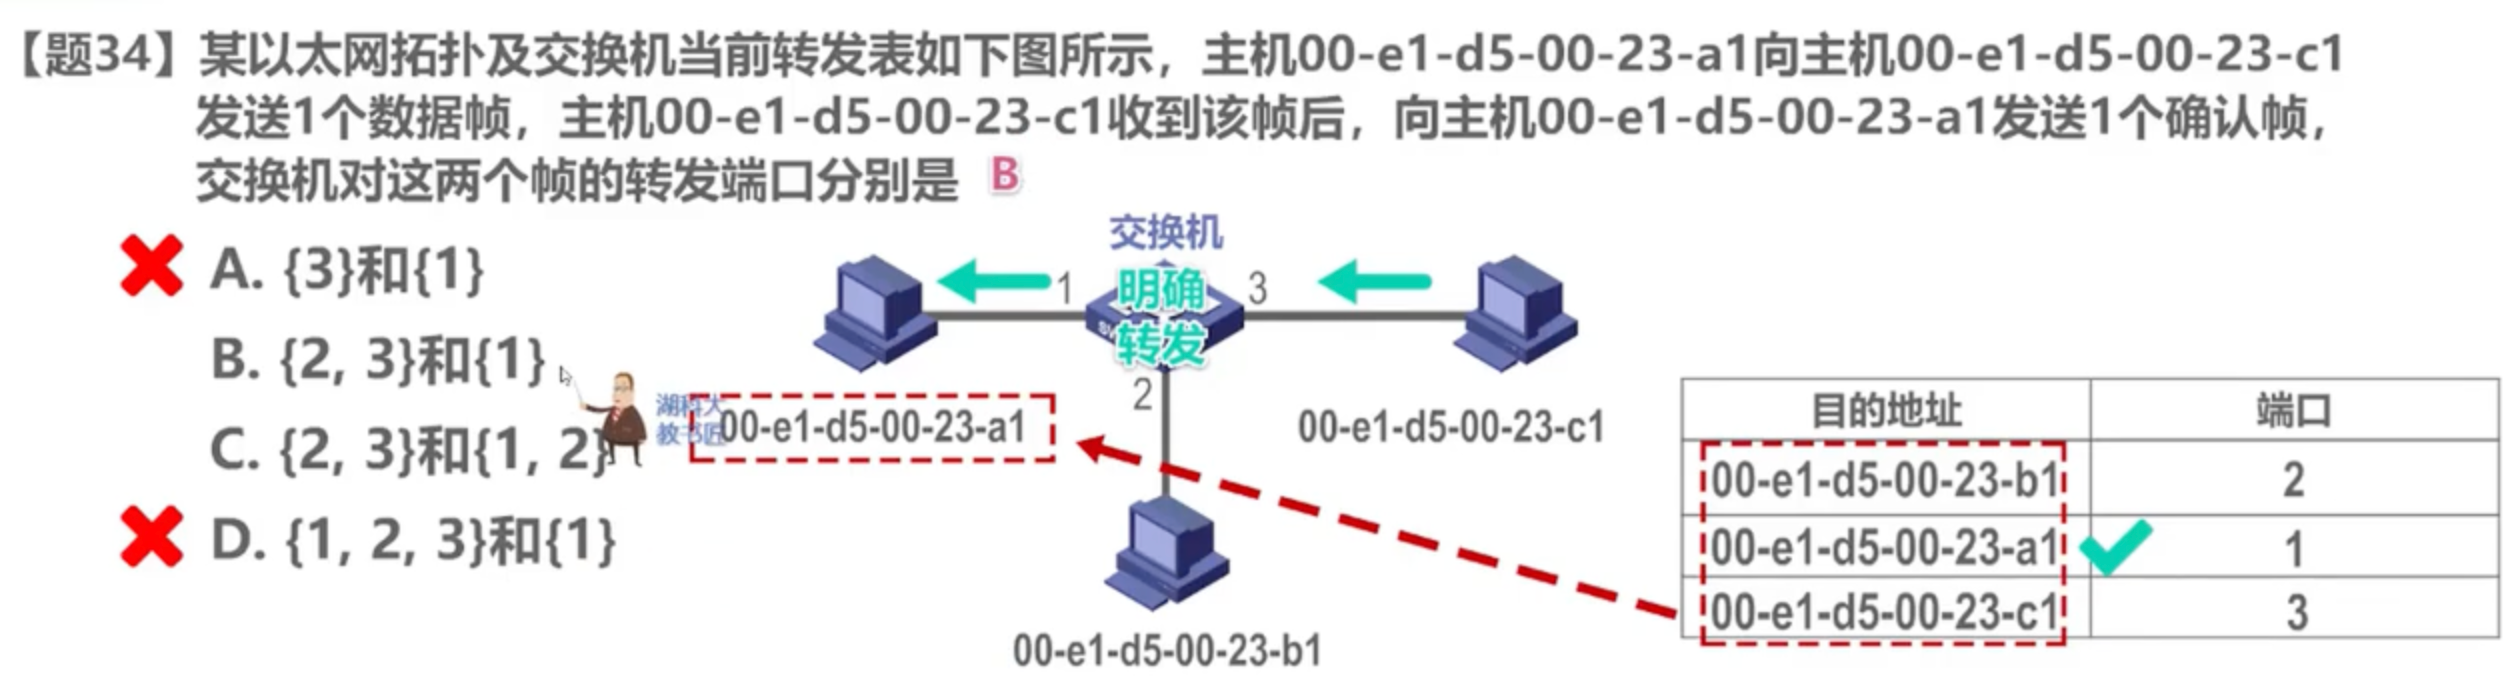 【题34】某以太网拓扑及交换机当前转发表如下图所示，主机00-e1-d5-00-23-a1向主机00-e1-d5-00-23-c1
发送1个数据帧，主机00-e1-d5-00-23-c1收到该帧后，向主机00-e1-d5-00-23-a1发送1个确认帧，
交换机对这两个帧的转发端口分别是 B
A. {3}和{1}
B. {2, 3}和{1}
C. {2, 3}和{1, 2}
D. {1, 2, 3}和{1}
湖科大
教书匠
交换机
1
明确
转发
3
2
00-e1-d5-00-23-a1
00-e1-d5-00-23-c1
00-e1-d5-00-23-b1
目的地址 端口
00-e1-d5-00-23-b1 2
00-e1-d5-00-23-a1 1
00-e1-d5-00-23-c1 3